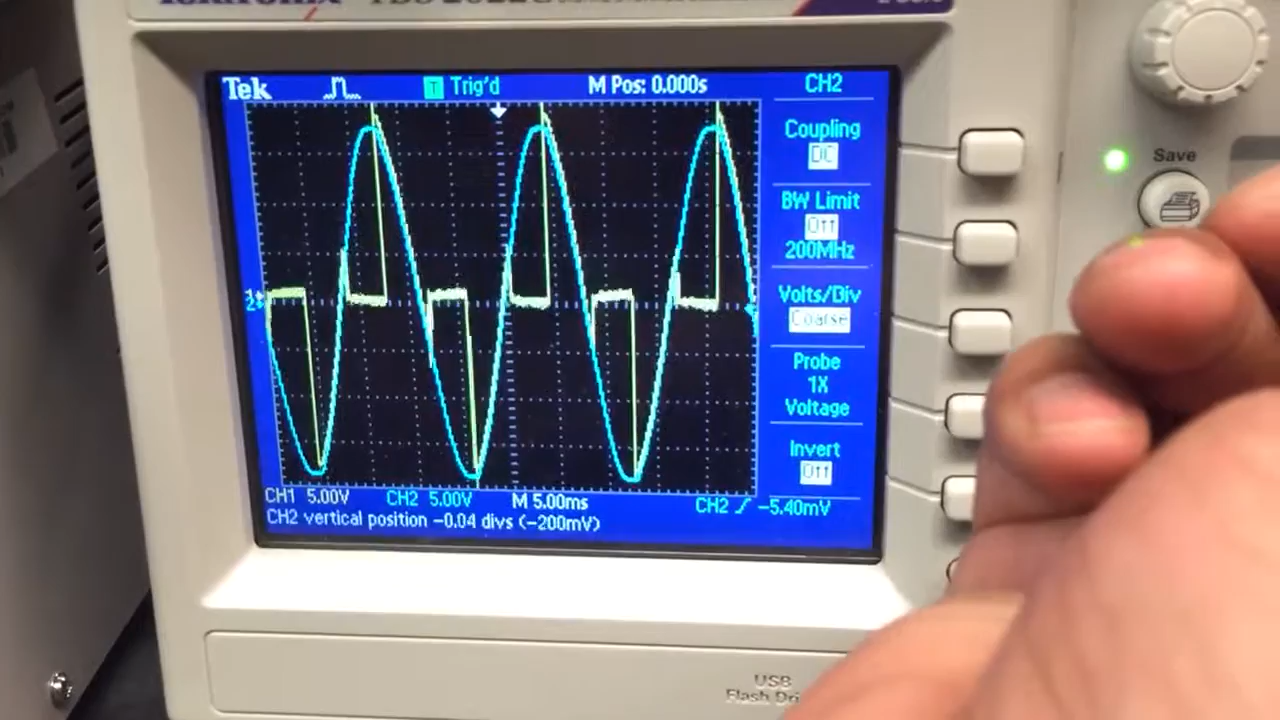 Tek Trig'd M Pos: 0.000s CH2
Coupling
DC
BW Limit
Off
200MHz
Volts/Div
Coarse
Probe
1X
Voltage
Invert
Off
CH1 5.00V CH2 5.00V M 5.00ms CH2 -5.40mV
CH2 vertical position -0.04 divs (-200mV)
Save
USB
Flash